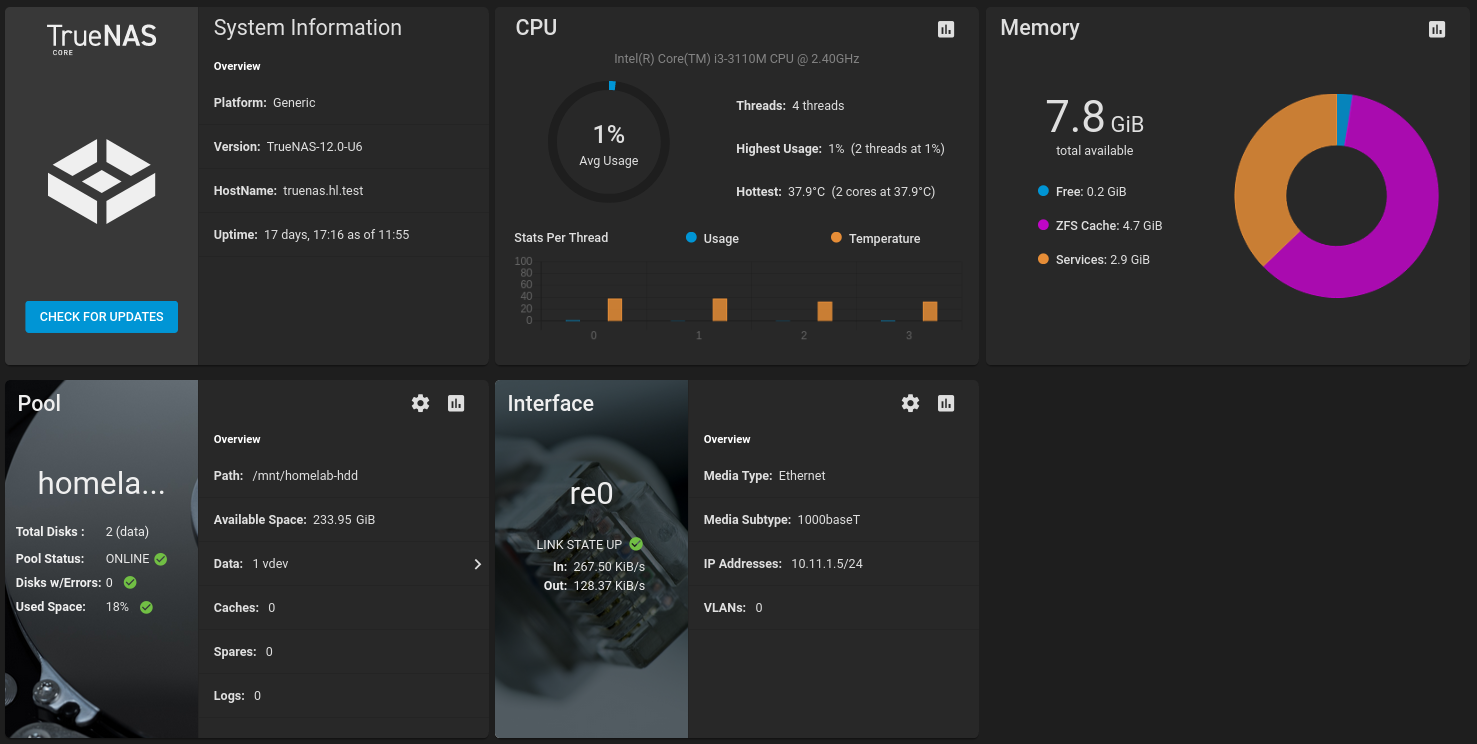 TrueNAS
CORE
CHECK FOR UPDATES
System Information
Overview
Platform: Generic
Version: TrueNAS-12.0-U6
HostName: truenas.hl.test
Uptime: 17 days, 17:16 as of 11:55
CPU
Intel(R) Core(TM) i3-3110M CPU @ 2.40GHz
1%
Avg Usage
Threads: 4 threads
Highest Usage: 1% (2 threads at 1%)
Hottest: 37.9°C (2 cores at 37.9°C)
Stats Per Thread Usage Temperature
100
80
60
40
20
0
0 1 2 3
Memory
7.8 GiB
total available
Free: 0.2 GiB
ZFS Cache: 4.7 GiB
Services: 2.9 GiB
Pool
homela...
Total Disks : 2 (data)
Pool Status: ONLINE
Disks w/Errors: 0
Used Space: 18%
Overview
Path: /mnt/homelab-hdd
Available Space: 233.95 GiB
Data: 1 vdev
Caches: 0
Spares: 0
Logs: 0
Interface
re0
LINK STATE UP
In: 267.50 KiB/s
Out: 128.37 KiB/s
Overview
Media Type: Ethernet
Media Subtype: 1000baseT
IP Addresses: 10.11.1.5/24
VLANs: 0